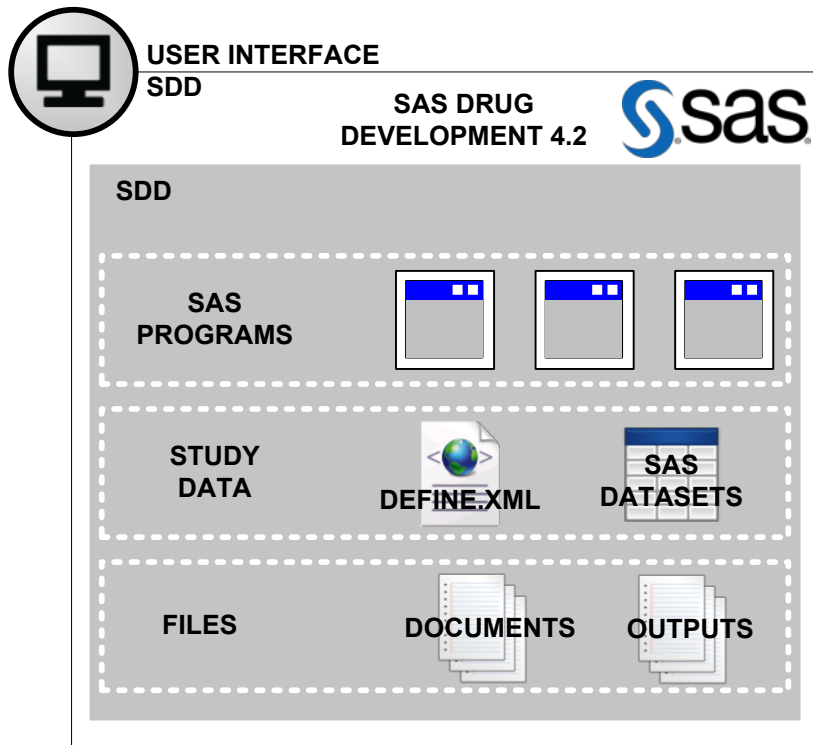 USER INTERFACE
SDD
SAS DRUG
DEVELOPMENT 4.2
sas
SDD
SAS
PROGRAMS
STUDY
DATA
DEFINE.XML
SAS
DATASETS
FILES
DOCUMENTS
OUTPUTS